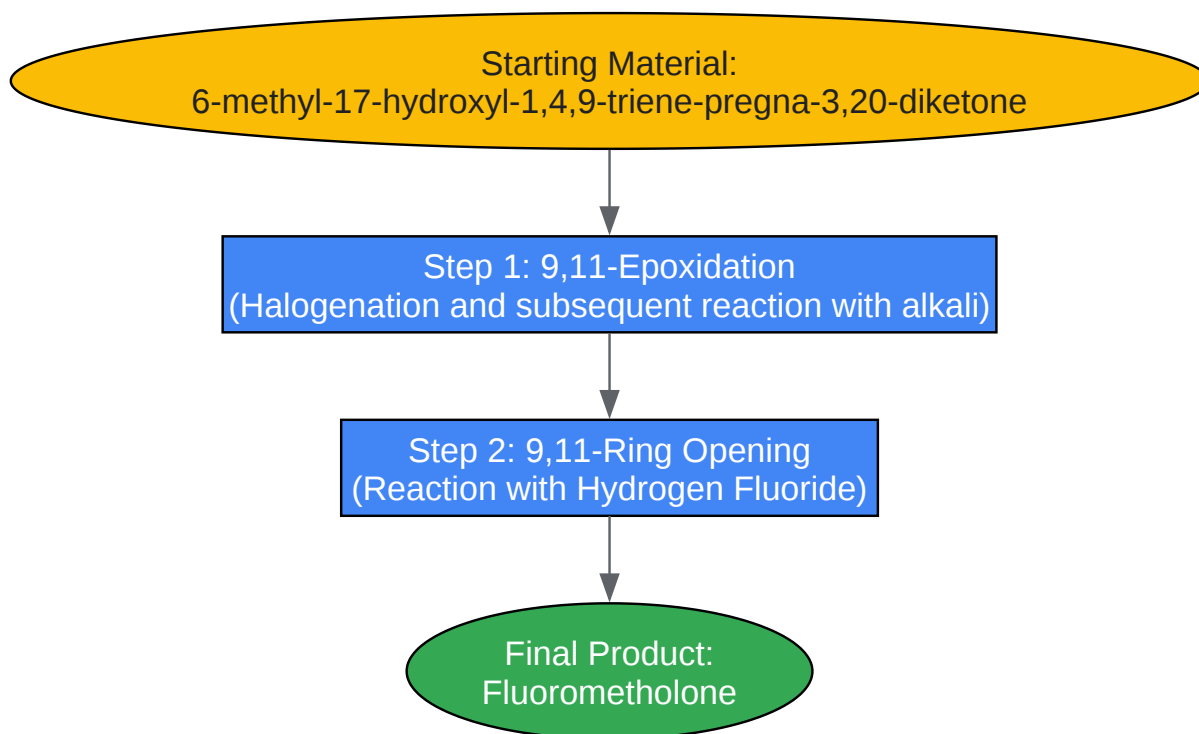 Starting Material:
6-methyl-17-hydroxyl-1,4,9-triene-pregna-3,20-diketone
Step 1: 9,11-Epoxidation
(Halogenation and subsequent reaction with alkali)
Step 2: 9,11-Ring Opening
(Reaction with Hydrogen Fluoride)
Final Product:
Fluorometholone